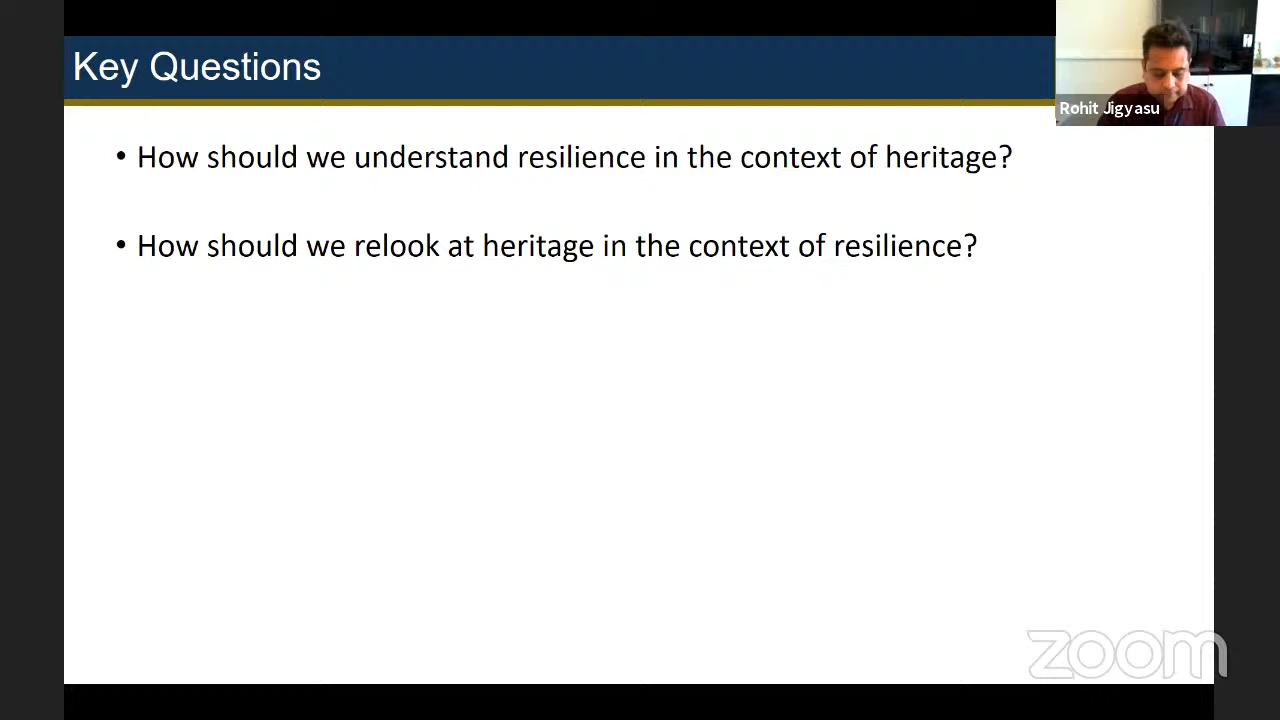 Key Questions
Rohit Jigyasu
• How should we understand resilience in the context of heritage?
• How should we relook at heritage in the context of resilience?
zoom